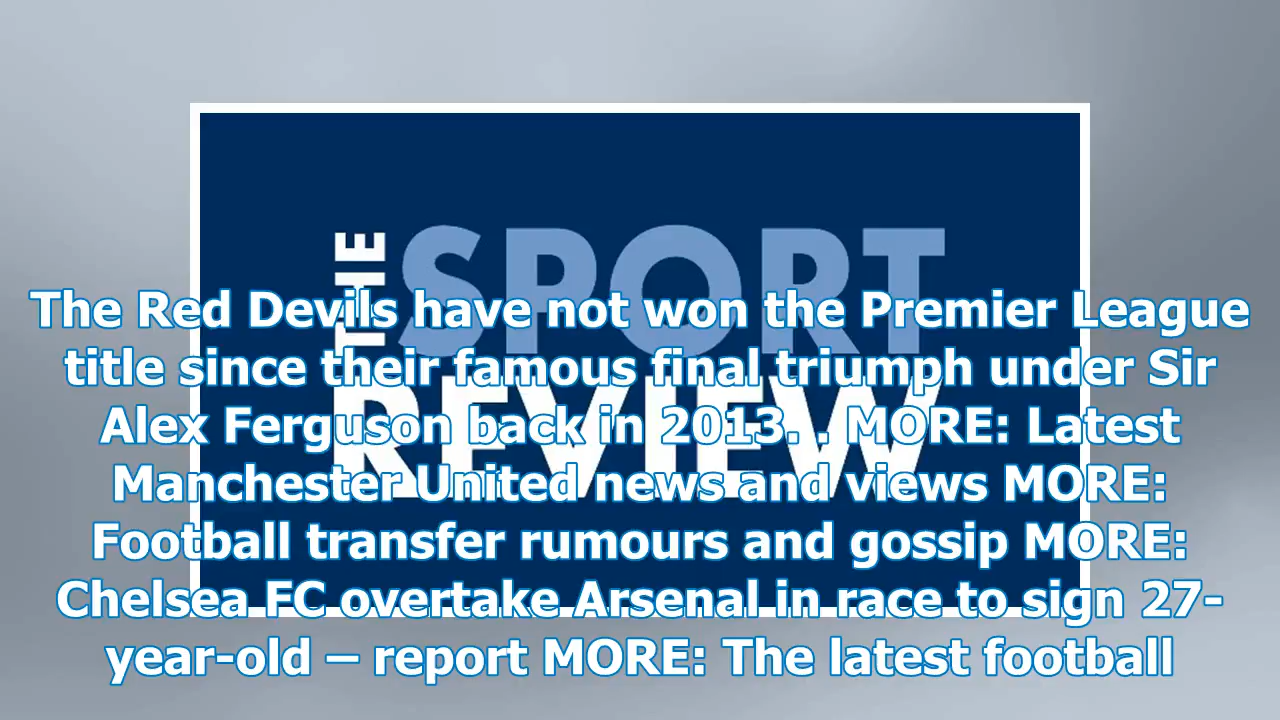 THE
SPORT
REVIEW
The Red Devils have not won the Premier League
title since their famous final triumph under Sir
Alex Ferguson back in 2013. . MORE: Latest
Manchester United news and views MORE:
Football transfer rumours and gossip MORE:
Chelsea FC overtake Arsenal in race to sign 27-
year-old – report MORE: The latest football